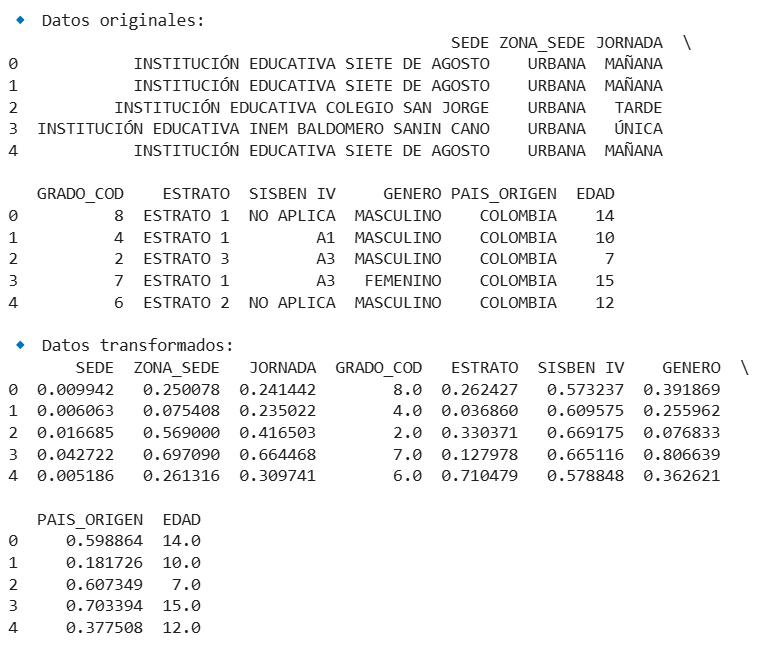 🔹 Datos originales:
SEDE ZONA_SEDE JORNADA \
0 INSTITUCIÓN EDUCATIVA SIETE DE AGOSTO URBANA MAÑANA
1 INSTITUCIÓN EDUCATIVA SIETE DE AGOSTO URBANA MAÑANA
2 INSTITUCIÓN EDUCATIVA COLEGIO SAN JORGE URBANA TARDE
3 INSTITUCIÓN EDUCATIVA INEM BALDOMERO SANIN CANO URBANA ÚNICA
4 INSTITUCIÓN EDUCATIVA SIETE DE AGOSTO URBANA MAÑANA
GRADO_COD ESTRATO SISBEN IV GENERO PAIS_ORIGEN EDAD
0 8 ESTRATO 1 NO APLICA MASCULINO COLOMBIA 14
1 4 ESTRATO 1 A1 MASCULINO COLOMBIA 10
2 2 ESTRATO 3 A3 MASCULINO COLOMBIA 7
3 7 ESTRATO 1 A3 FEMENINO COLOMBIA 15
4 6 ESTRATO 2 NO APLICA MASCULINO COLOMBIA 12
🔹 Datos transformados:
SEDE ZONA_SEDE JORNADA GRADO_COD ESTRATO SISBEN IV GENERO \
0 0.009942 0.250078 0.241442 8.0 0.262427 0.573237 0.391869
1 0.006063 0.075408 0.235022 4.0 0.036860 0.609575 0.255962
2 0.016685 0.569000 0.416503 2.0 0.330371 0.669175 0.076833
3 0.042722 0.697090 0.664468 7.0 0.127978 0.665116 0.806639
4 0.005186 0.261316 0.309741 6.0 0.710479 0.578848 0.362621
PAIS_ORIGEN EDAD
0 0.598864 14.0
1 0.181726 10.0
2 0.607349 7.0
3 0.703394 15.0
4 0.377508 12.0